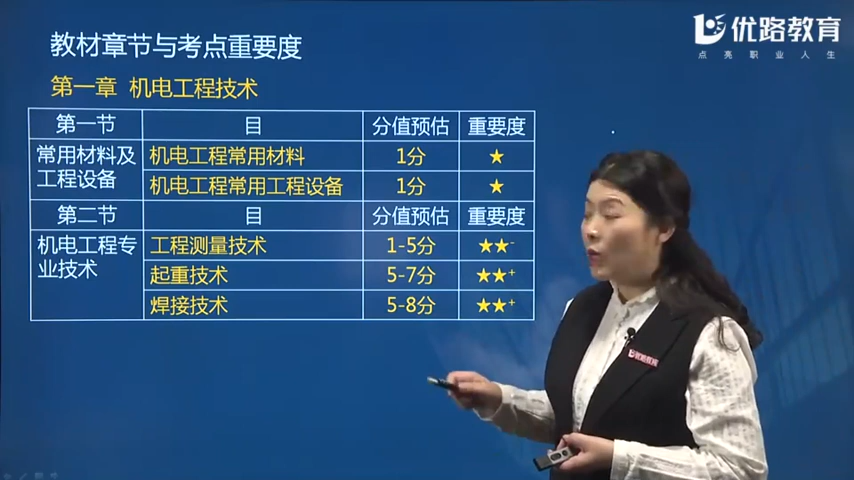 优路教育
点亮职业人生
教材章节与考点重要度
第一章 机电工程技术
第一节 目 分值预估 重要度
常用材料及工程设备 机电工程常用材料 1分 ★
机电工程常用工程设备 1分 ★
第二节 目 分值预估 重要度
机电工程专业技术 工程测量技术 1-5分 ★★-
起重技术 5-7分 ★★+
焊接技术 5-8分 ★★+
优路教育